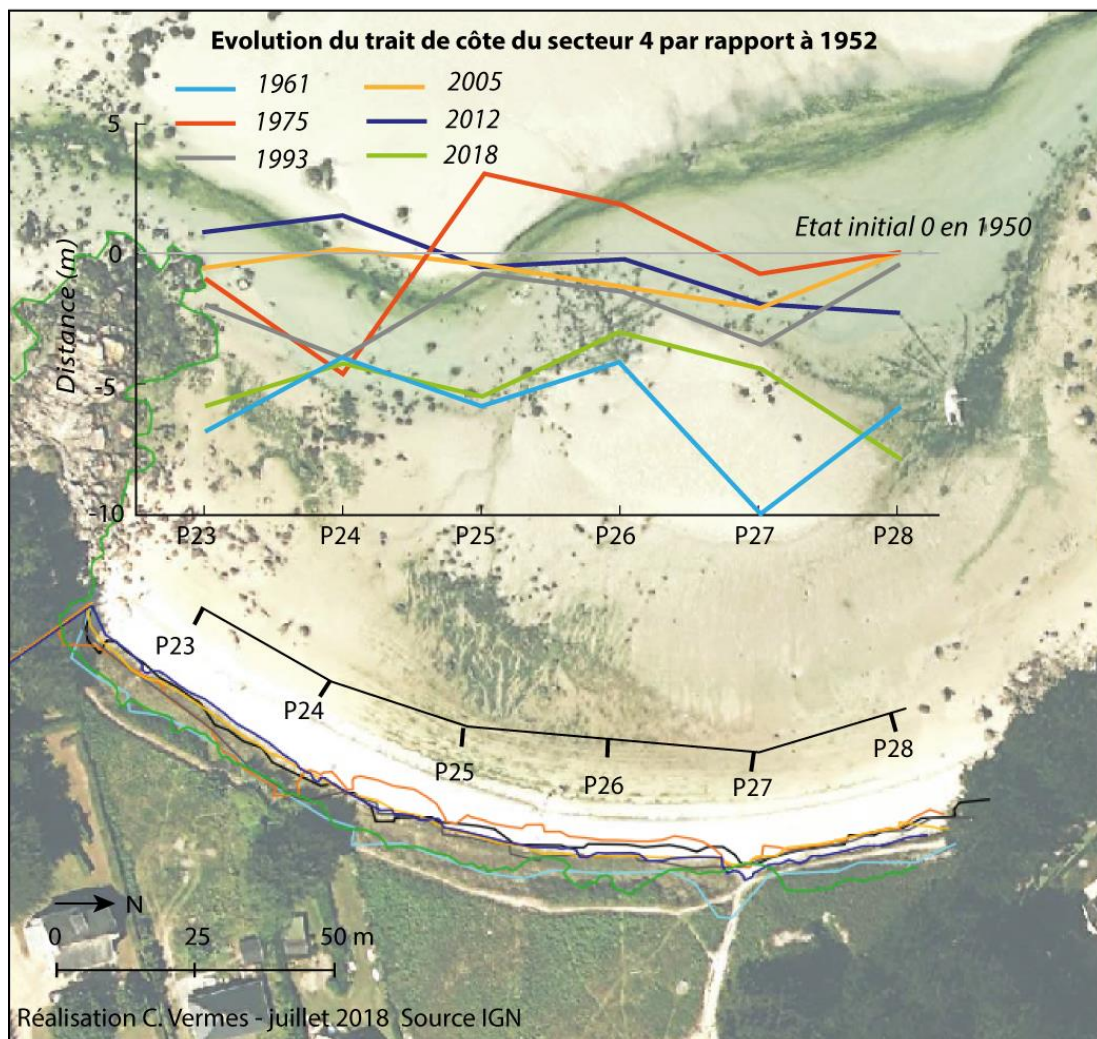 Evolution du trait de côte du secteur 4 par rapport à 1952
1961
2005
1975
2012
1993
2018
5
Etat initial 0 en 1950
0
Distance (m)
-5
-10
P23
P24
P25
P26
P27
P28
P23
P24
P25
P26
P27
P28
N
0
25
50 m
Réalisation C. Vermes - juillet 2018 Source IGN